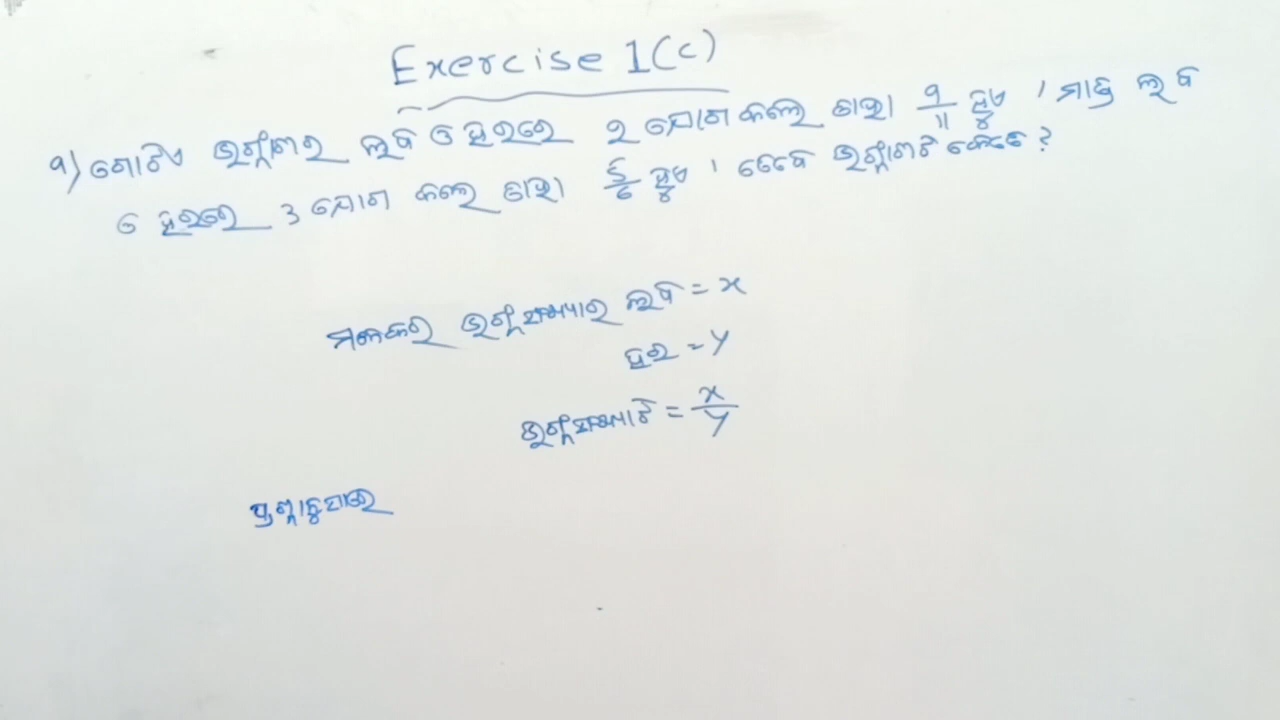 Exercise 1(c)
9) ଗୋଟିଏ ଭଗ୍ନାଂଶର ଲବ ଓ ହରରେ 2 ଯୋଗ କଲେ ତାହା 9/11 ହୁଏ । ମାତ୍ର ଲବ
ଓ ହରରେ 3 ଯୋଗ କଲେ ତାହା 5/6 ହୁଏ । ତେବେ ଭଗ୍ନାଂଶଟି କେତେ ?
ମନେକର ଭଗ୍ନସଂଖ୍ୟାର ଲବ = x
ହର = y
ଭଗ୍ନସଂଖ୍ୟାଟି = x/y
ପ୍ରଶ୍ନାନୁସାରେ